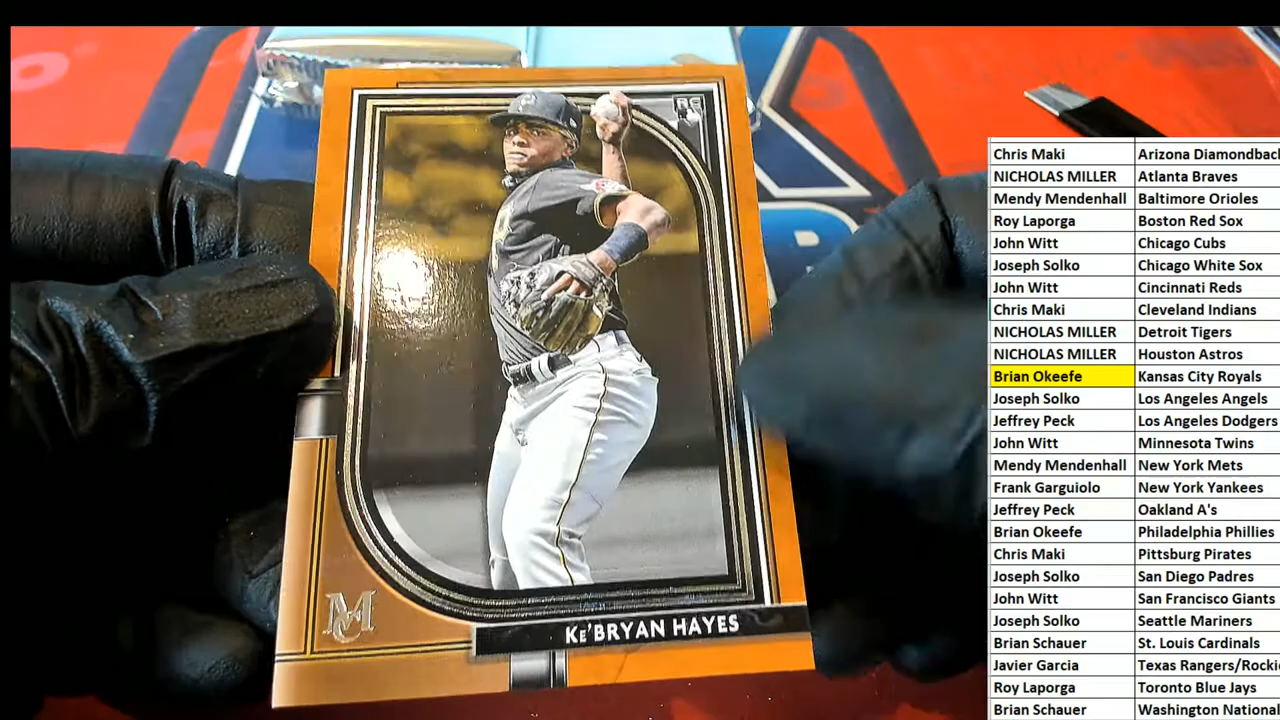 RC
MC
Ke'BRYAN HAYES
Chris Maki Arizona Diamondback
NICHOLAS MILLER Atlanta Braves
Mendy Mendenhall Baltimore Orioles
Roy Laporga Boston Red Sox
John Witt Chicago Cubs
Joseph Solko Chicago White Sox
John Witt Cincinnati Reds
Chris Maki Cleveland Indians
NICHOLAS MILLER Detroit Tigers
NICHOLAS MILLER Houston Astros
Brian Okeefe Kansas City Royals
Joseph Solko Los Angeles Angels
Jeffrey Peck Los Angeles Dodgers
John Witt Minnesota Twins
Mendy Mendenhall New York Mets
Frank Garguiolo New York Yankees
Jeffrey Peck Oakland A's
Brian Okeefe Philadelphia Phillies
Chris Maki Pittsburg Pirates
Joseph Solko San Diego Padres
John Witt San Francisco Giants
Joseph Solko Seattle Mariners
Brian Schauer St. Louis Cardinals
Javier Garcia Texas Rangers/Rockie
Roy Laporga Toronto Blue Jays
Brian Schauer Washington National